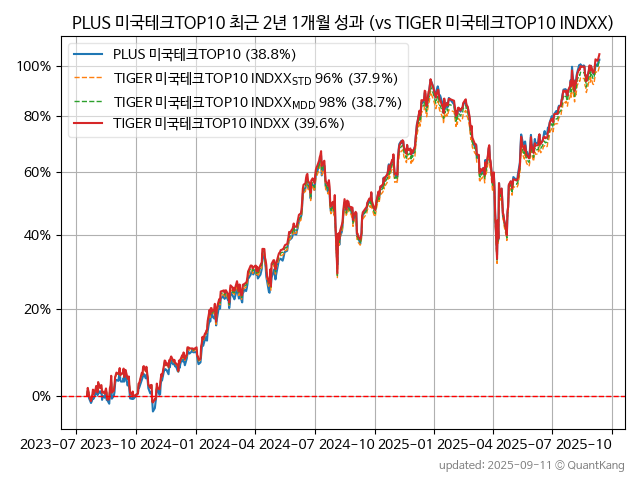 PLUS 미국테크TOP10 최근 2년 1개월 성과 (vs TIGER 미국테크TOP10 INDXX)
PLUS 미국테크TOP10 (38.8%)
TIGER 미국테크TOP10 INDXXSTD 96% (37.9%)
TIGER 미국테크TOP10 INDXXMDD 98% (38.7%)
TIGER 미국테크TOP10 INDXX (39.6%)
100%
80%
60%
40%
20%
0%
2023-07 2023-10 2024-01 2024-04 2024-07 2024-10 2025-01 2025-04 2025-07 2025-10
updated: 2025-09-11 © QuantKang